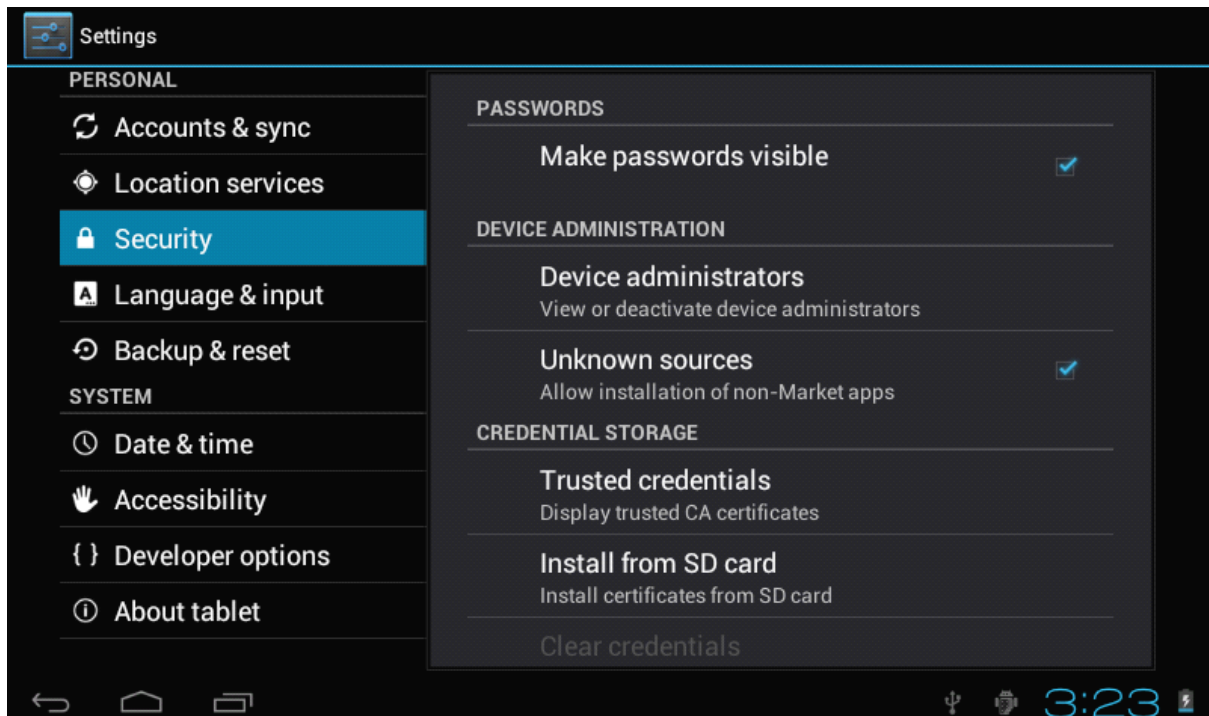 Settings
PERSONAL
Accounts & sync
Location services
Security
Language & input
Backup & reset
SYSTEM
Date & time
Accessibility
{ } Developer options
About tablet
PASSWORDS
Make passwords visible
DEVICE ADMINISTRATION
Device administrators
View or deactivate device administrators
Unknown sources
Allow installation of non-Market apps
CREDENTIAL STORAGE
Trusted credentials
Display trusted CA certificates
Install from SD card
Install certificates from SD card
Clear credentials
3:23